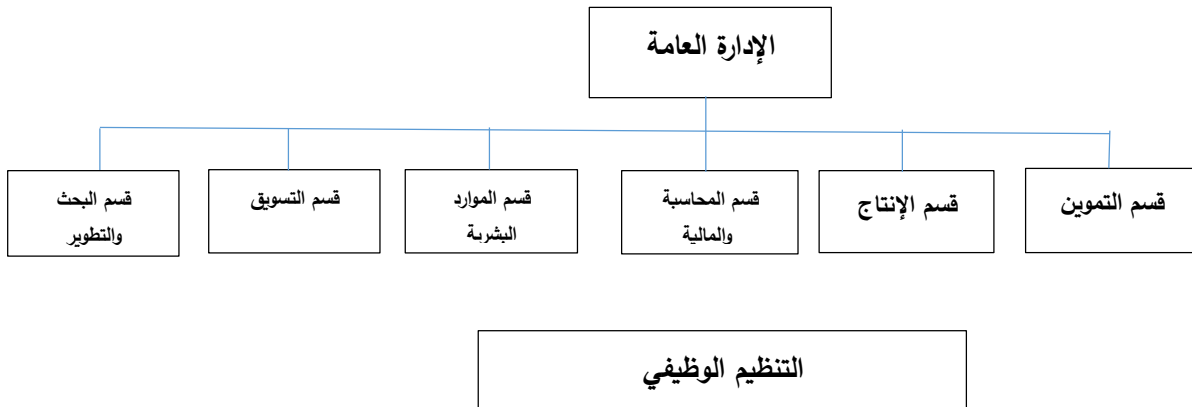 الإدارة العامة
قسم التموين
قسم الإنتاج
قسم المحاسبة
والمالية
قسم الموارد
البشرية
قسم التسويق
قسم البحث
والتطوير
التنظيم الوظيفي